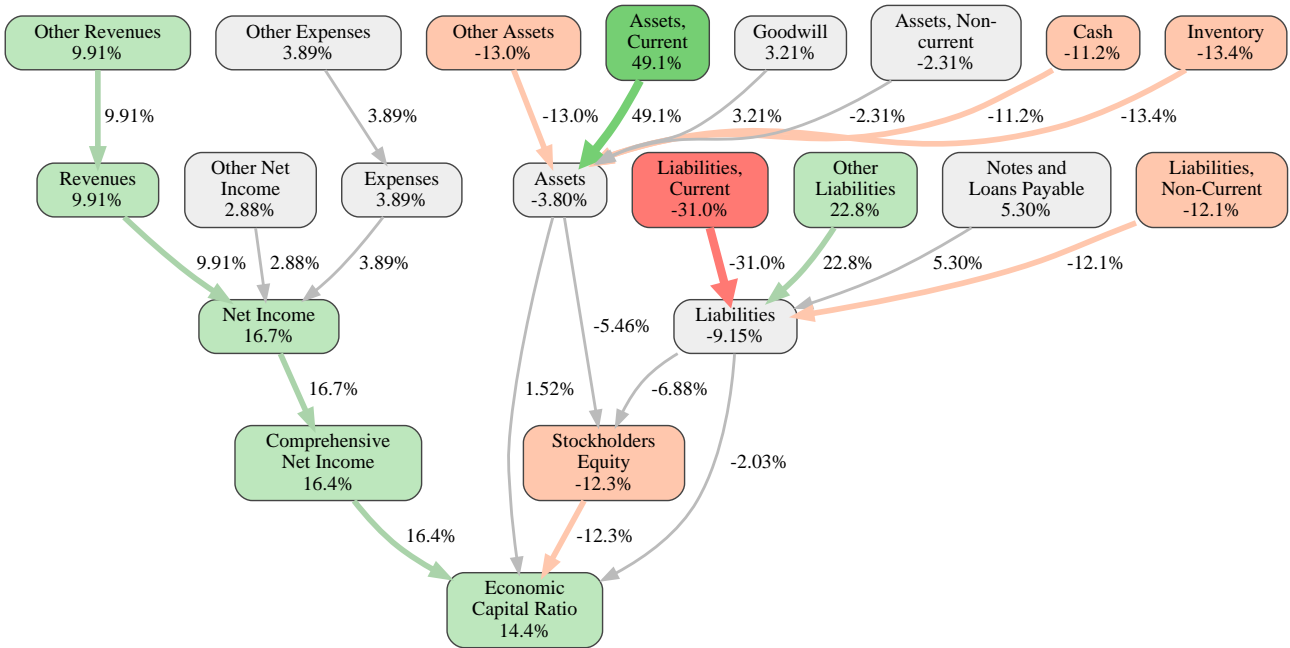 Other Revenues
9.91%
Other Expenses
3.89%
Other Assets
-13.0%
Assets,
Current
49.1%
Goodwill
3.21%
Assets, Non-
current
-2.31%
Cash
-11.2%
Inventory
-13.4%
9.91%
3.89%
-13.0%
49.1%
3.21%
-2.31%
-11.2%
-13.4%
Revenues
9.91%
Other Net
Income
2.88%
Expenses
3.89%
Assets
-3.80%
Liabilities,
Current
-31.0%
Other
Liabilities
22.8%
Notes and
Loans Payable
5.30%
Liabilities,
Non-Current
-12.1%
9.91%
2.88%
3.89%
-31.0%
22.8%
5.30%
-12.1%
Net Income
16.7%
-5.46%
Liabilities
-9.15%
16.7%
1.52%
-6.88%
Comprehensive
Net Income
16.4%
Stockholders
Equity
-12.3%
-2.03%
16.4%
-12.3%
Economic
Capital Ratio
14.4%